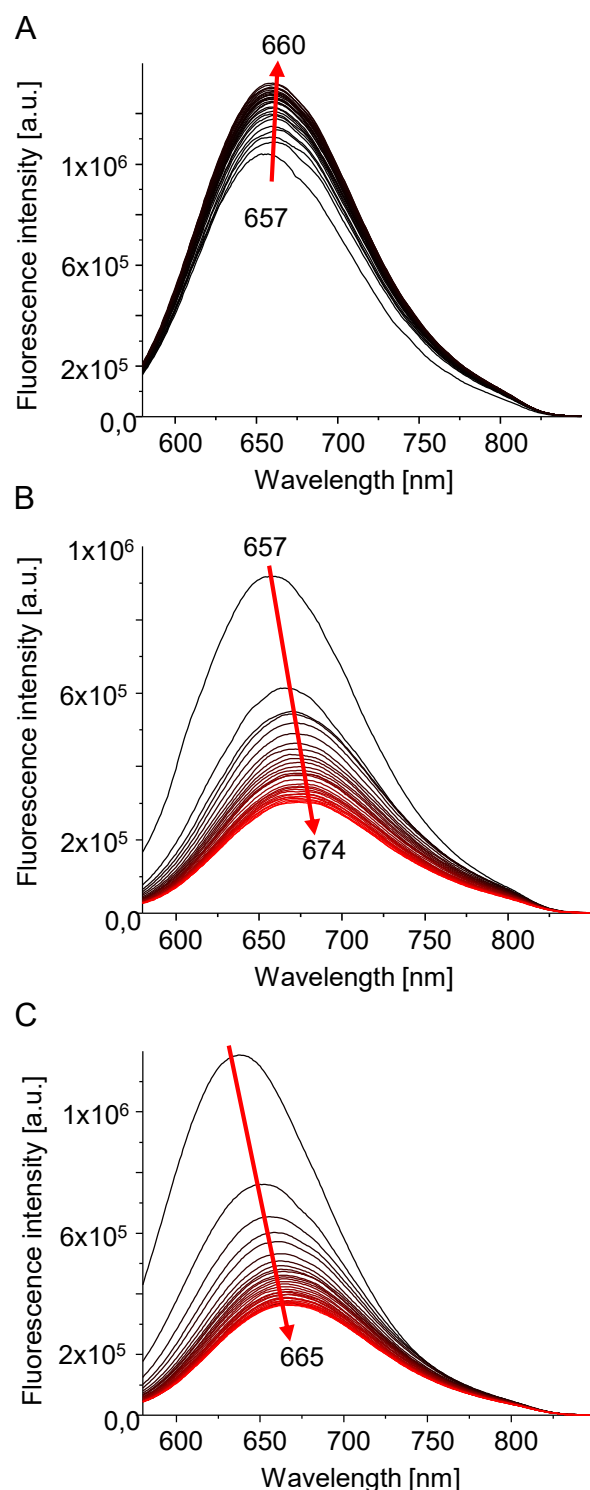 A
660
Fluorescence intensity [a.u.]
1x10⁶
6x10⁵
2x10⁵
0,0
657
600 650 700 750 800
Wavelength [nm]
B
657
Fluorescence intensity [a.u.]
1x10⁶
6x10⁵
2x10⁵
0,0
674
600 650 700 750 800
Wavelength [nm]
C
Fluorescence intensity [a.u.]
1x10⁶
6x10⁵
2x10⁵
0,0
665
600 650 700 750 800
Wavelength [nm]